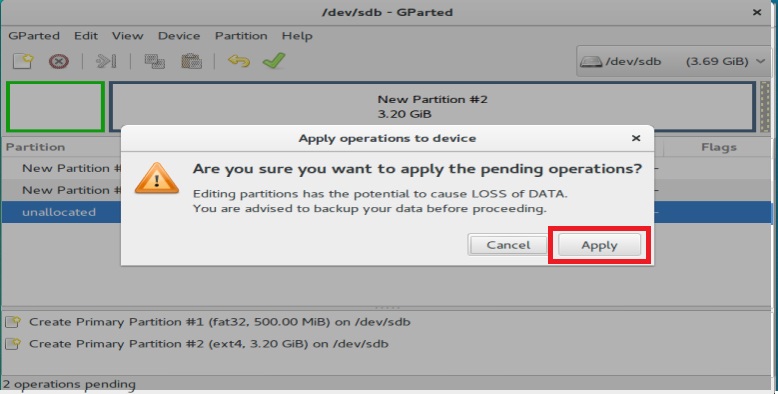 /dev/sdb - GParted
GParted Edit View Device Partition Help
/dev/sdb (3.69 GiB)
New Partition #2
3.20 GiB
Apply operations to device
Partition
Flags
Are you sure you want to apply the pending operations?
New Partition #
New Partition #
unallocated
Editing partitions has the potential to cause LOSS of DATA.
You are advised to backup your data before proceeding.
Cancel Apply
Create Primary Partition #1 (fat32, 500.00 MiB) on /dev/sdb
Create Primary Partition #2 (ext4, 3.20 GiB) on /dev/sdb
2 operations pending